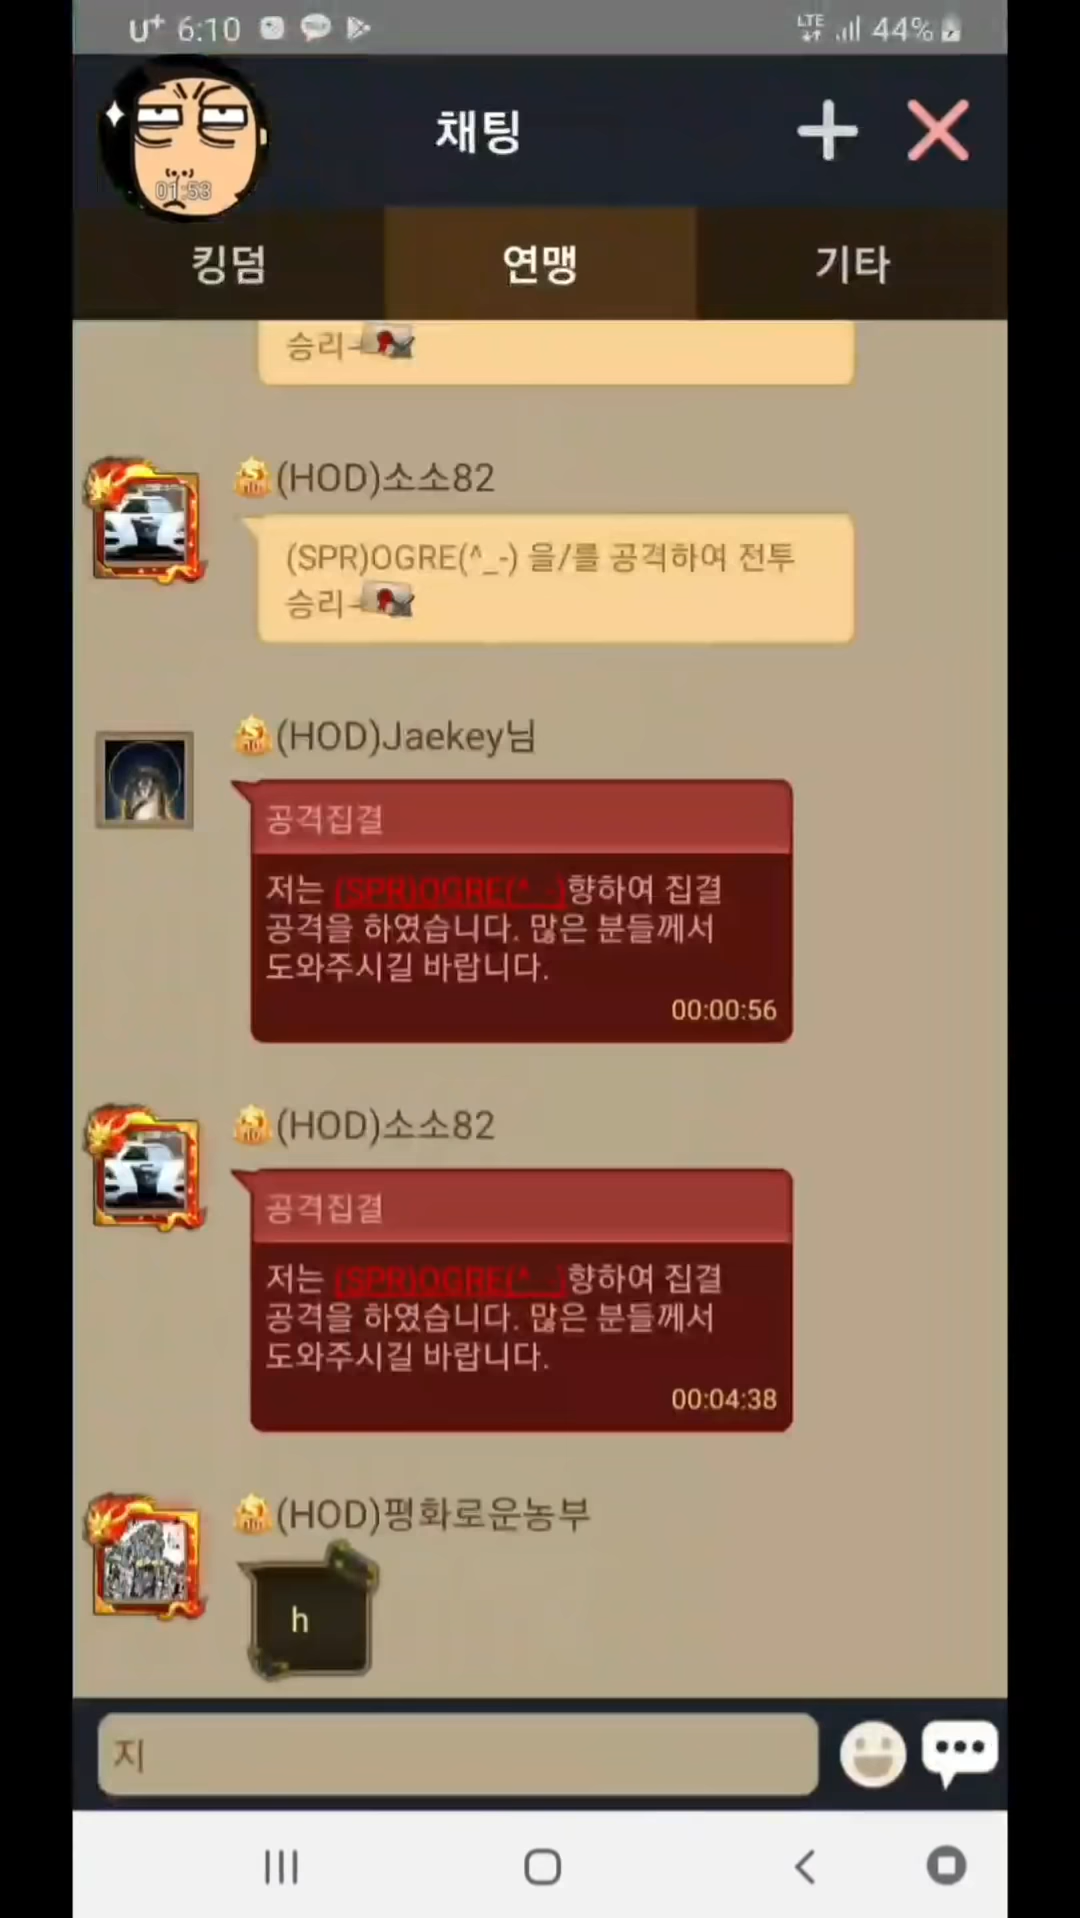 U+ 6:10
LTE
44%
채팅
01:53
킹덤
연맹
기타
승리
(HOD)소소82
(SPR)OGRE(^_-) 을/를 공격하여 전투
승리
(HOD)Jaekey님
공격집결
저는 (SPR)OGRE(^_-)향하여 집결
공격을 하였습니다. 많은 분들께서
도와주시길 바랍니다.
00:00:56
(HOD)소소82
공격집결
저는 (SPR)OGRE(^_-)향하여 집결
공격을 하였습니다. 많은 분들께서
도와주시길 바랍니다.
00:04:38
(HOD)평화로운농부
h
지